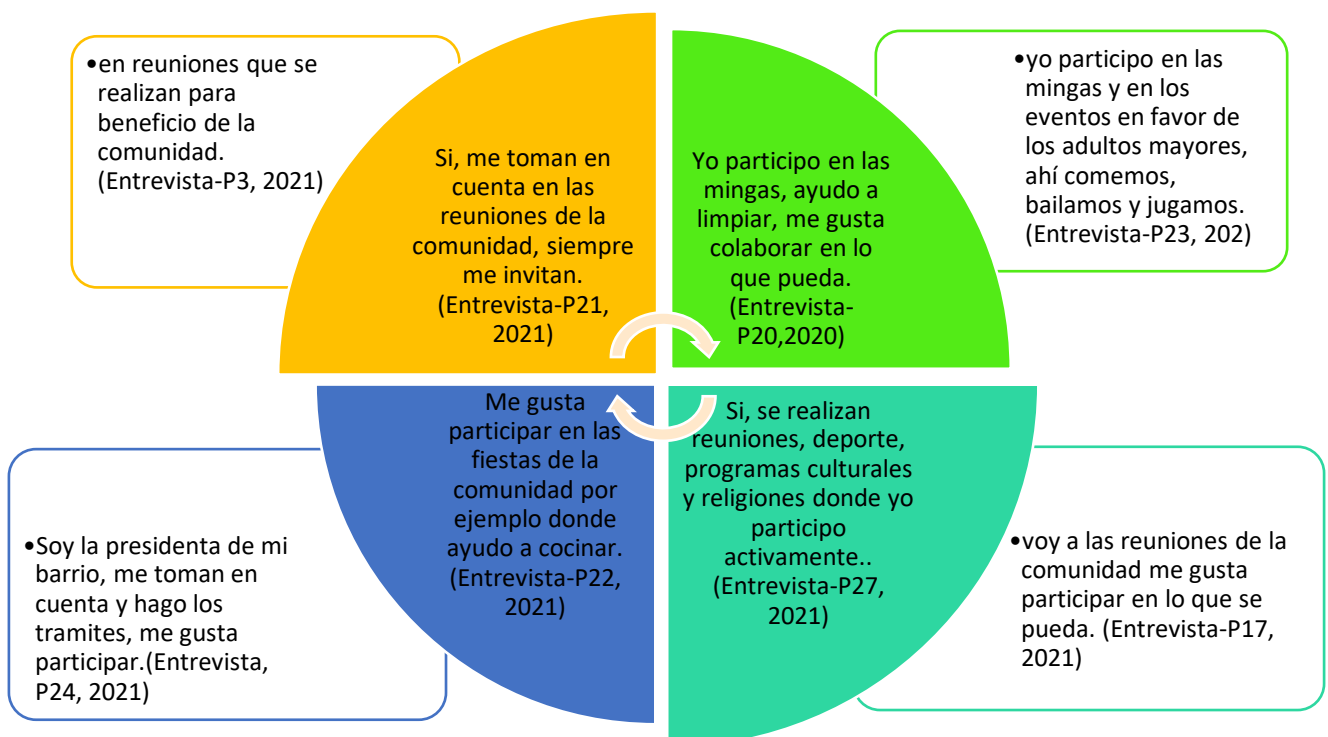 •en reuniones que se
realizan para
beneficio de la
comunidad.
(Entrevista-P3, 2021)
Si, me toman en
cuenta en las
reuniones de la
comunidad, siempre
me invitan.
(Entrevista-P21,
2021)
Yo participo en las
mingas, ayudo a
limpiar, me gusta
colaborar en lo
que pueda.
(Entrevista-
P20,2020)
•yo participo en las
mingas y en los
eventos en favor de
los adultos mayores,
ahí comemos,
bailamos y jugamos.
(Entrevista-P23, 202)
•Soy la presidenta de mi
barrio, me toman en
cuenta y hago los
tramites, me gusta
participar.(Entrevista,
P24, 2021)
Me gusta
participar en las
fiestas de la
comunidad por
ejemplo donde
ayudo a cocinar.
(Entrevista-P22,
2021)
Si, se realizan
reuniones, deporte,
programas culturales
y religiones donde yo
participo
activamente..
(Entrevista-P27,
2021)
•voy a las reuniones de la
comunidad me gusta
participar en lo que se
pueda. (Entrevista-P17,
2021)